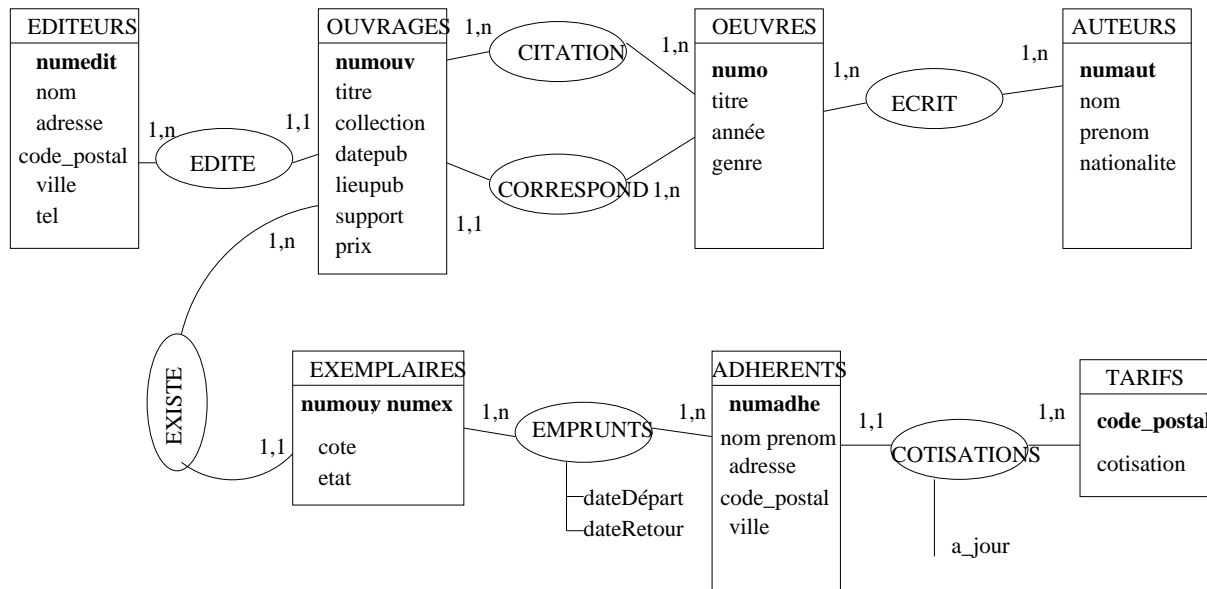 EDITEURS
numedit
nom
adresse
code_postal
ville
tel
1,n
EDITE
1,1
OUVRAGES
numouv
titre
collection
datepub
lieupub
support
prix
1,n
CITATION
1,n
1,1
CORRESPOND
1,n
OEUVRES
numo
titre
année
genre
1,n
ECRIT
1,n
AUTEURS
numaut
nom
prenom
nationalite
1,n
EXISTE
1,1
EXEMPLAIRES
numouv, numex
cote
etat
1,n
EMPRUNTS
1,n
dateDépart
dateRetour
ADHERENTS
numadhe
nom prenom
adresse
code_postal
ville
1,1
COTISATIONS
1,n
a_jour
TARIFS
code_postal
cotisation